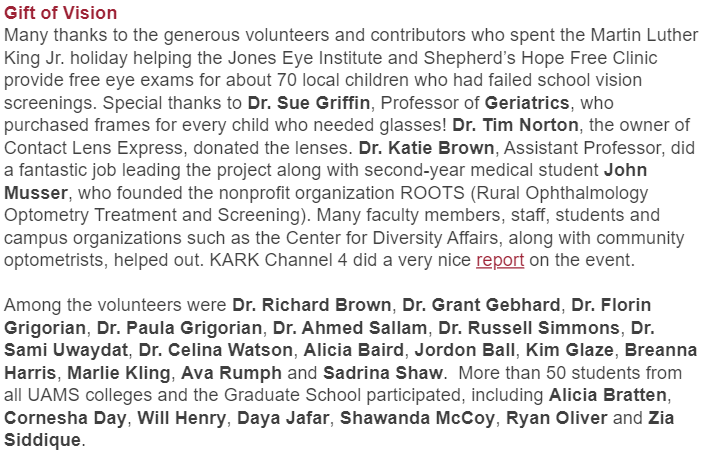 Gift of Vision
Many thanks to the generous volunteers and contributors who spent the Martin Luther
King Jr. holiday helping the Jones Eye Institute and Shepherd’s Hope Free Clinic
provide free eye exams for about 70 local children who had failed school vision
screenings. Special thanks to Dr. Sue Griffin, Professor of Geriatrics, who
purchased frames for every child who needed glasses! Dr. Tim Norton, the owner of
Contact Lens Express, donated the lenses. Dr. Katie Brown, Assistant Professor, did
a fantastic job leading the project along with second-year medical student John
Musser, who founded the nonprofit organization ROOTS (Rural Ophthalmology
Optometry Treatment and Screening). Many faculty members, staff, students and
campus organizations such as the Center for Diversity Affairs, along with community
optometrists, helped out. KARK Channel 4 did a very nice report on the event.
Among the volunteers were Dr. Richard Brown, Dr. Grant Gebhard, Dr. Florin
Grigorian, Dr. Paula Grigorian, Dr. Ahmed Sallam, Dr. Russell Simmons, Dr.
Sami Uwaydat, Dr. Celina Watson, Alicia Baird, Jordon Ball, Kim Glaze, Breanna
Harris, Marlie Kling, Ava Rumph and Sadrina Shaw.  More than 50 students from
all UAMS colleges and the Graduate School participated, including Alicia Bratten,
Cornesha Day, Will Henry, Daya Jafar, Shawanda McCoy, Ryan Oliver and Zia
Siddique.